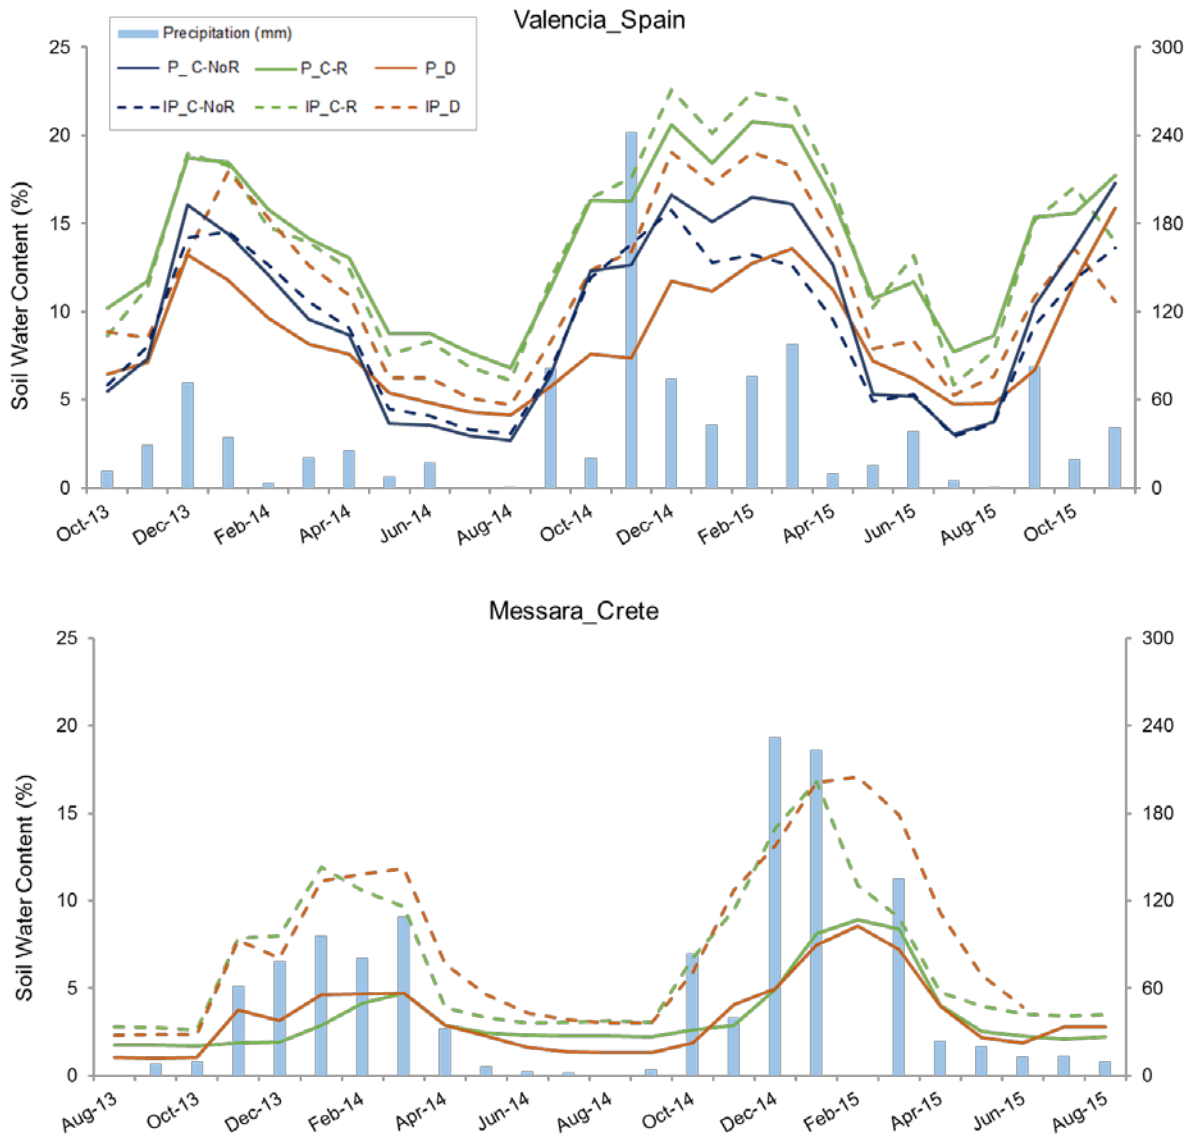 Valencia_Spain
Precipitation (mm)
P_ C-NoR P_C-R P_D
IP_C-NoR IP_C-R IP_D
Soil Water Content (%)
25 300
20 240
15 180
10 120
5 60
0 0
Oct-13 Dec-13 Feb-14 Apr-14 Jun-14 Aug-14 Oct-14 Dec-14 Feb-15 Apr-15 Jun-15 Aug-15 Oct-15
Messara_Crete
Soil Water Content (%)
25 300
20 240
15 180
10 120
5 60
0 0
Aug-13 Oct-13 Dec-13 Feb-14 Apr-14 Jun-14 Aug-14 Oct-14 Dec-14 Feb-15 Apr-15 Jun-15 Aug-15